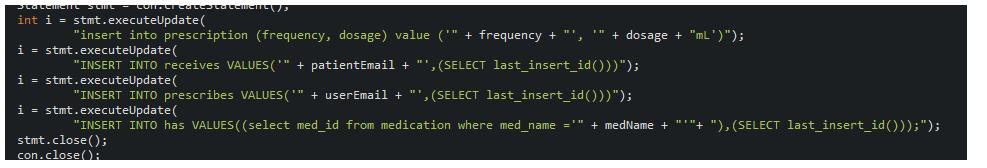 Statement stmt = con.createStatement();
int i = stmt.executeUpdate(
"insert into prescription (frequency, dosage) value ('" + frequency + "', '" + dosage + "mL')");
i = stmt.executeUpdate(
"INSERT INTO receives VALUES('" + patientEmail + "',(SELECT last_insert_id()))");
i = stmt.executeUpdate(
"INSERT INTO prescribes VALUES('" + userEmail + "',(SELECT last_insert_id()))");
i = stmt.executeUpdate(
"INSERT INTO has VALUES((select med_id from medication where med_name ='" + medName + "'"+ "),(SELECT last_insert_id()));");
stmt.close();
con.close();